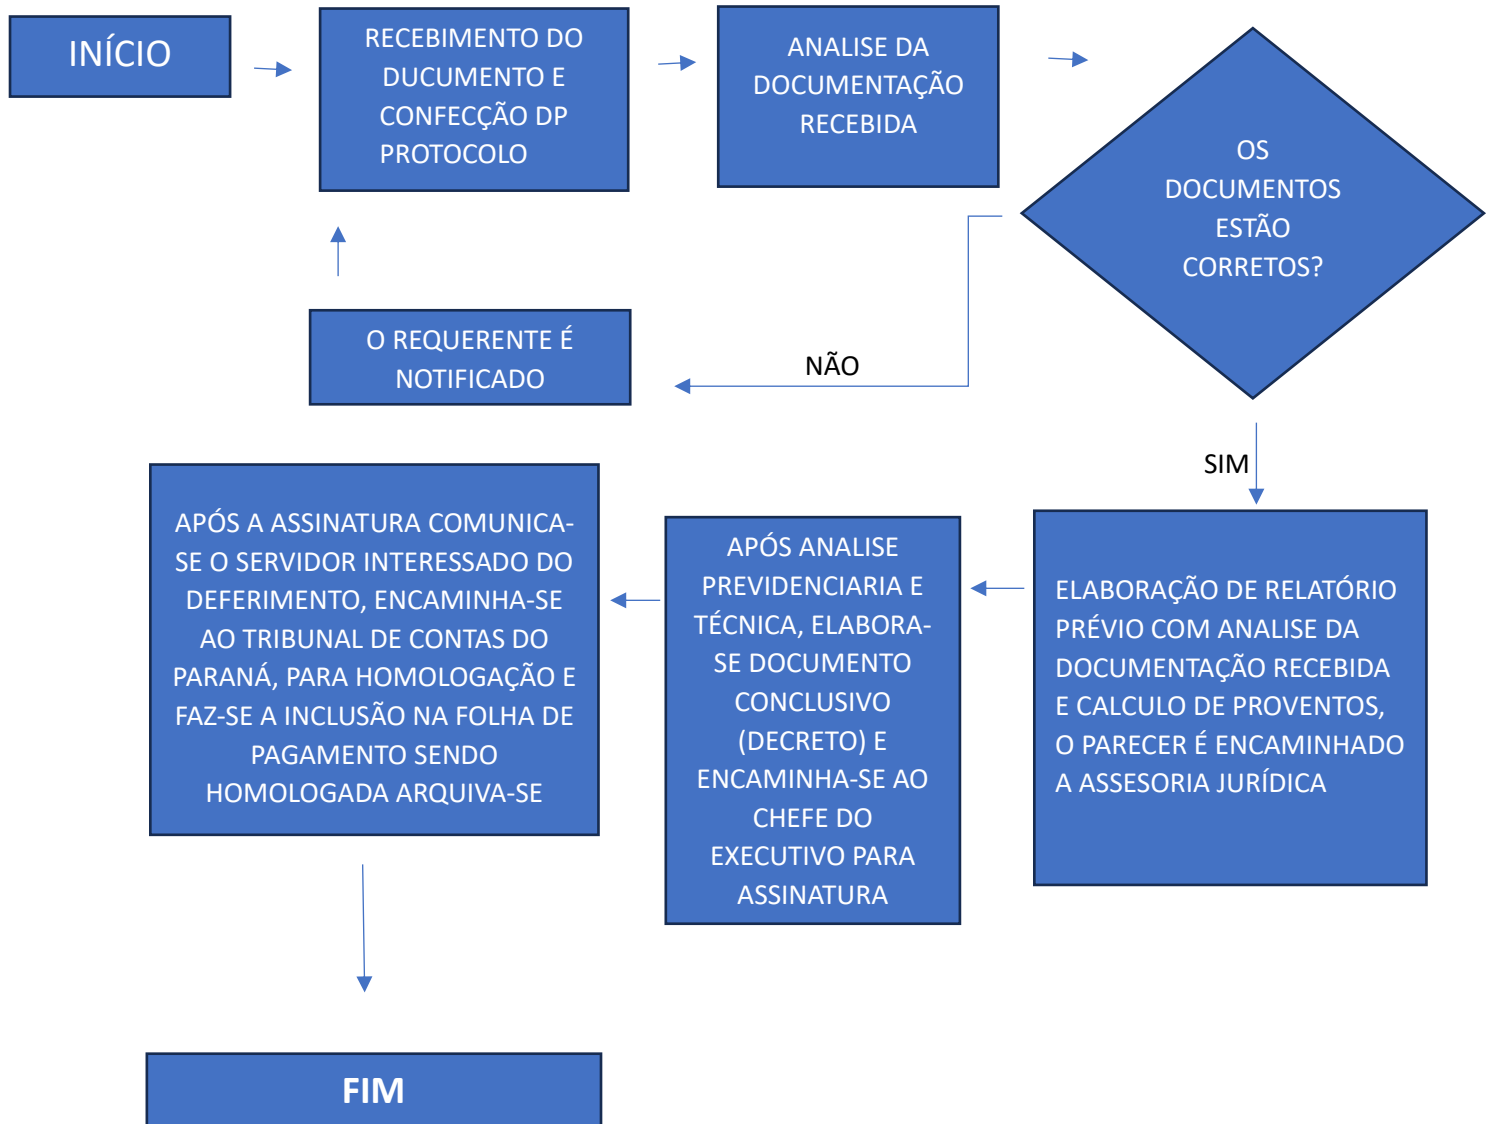 INÍCIO
RECEBIMENTO DO
DUCUMENTO E
CONFECÇÃO DP
PROTOCOLO
ANALISE DA
DOCUMENTAÇÃO
RECEBIDA
OS
DOCUMENTOS
ESTÃO
CORRETOS?
O REQUERENTE É
NOTIFICADO
NÃO
SIM
ELABORAÇÃO DE RELATÓRIO
PRÉVIO COM ANALISE DA
DOCUMENTAÇÃO RECEBIDA
E CALCULO DE PROVENTOS,
O PARECER É ENCAMINHADO
A ASSESORIA JURÍDICA
APÓS ANALISE
PREVIDENCIARIA E
TÉCNICA, ELABORA-
SE DOCUMENTO
CONCLUSIVO
(DECRETO) E
ENCAMINHA-SE AO
CHEFE DO
EXECUTIVO PARA
ASSINATURA
APÓS A ASSINATURA COMUNICA-
SE O SERVIDOR INTERESSADO DO
DEFERIMENTO, ENCAMINHA-SE
AO TRIBUNAL DE CONTAS DO
PARANÁ, PARA HOMOLOGAÇÃO E
FAZ-SE A INCLUSÃO NA FOLHA DE
PAGAMENTO SENDO
HOMOLOGADA ARQUIVA-SE
FIM